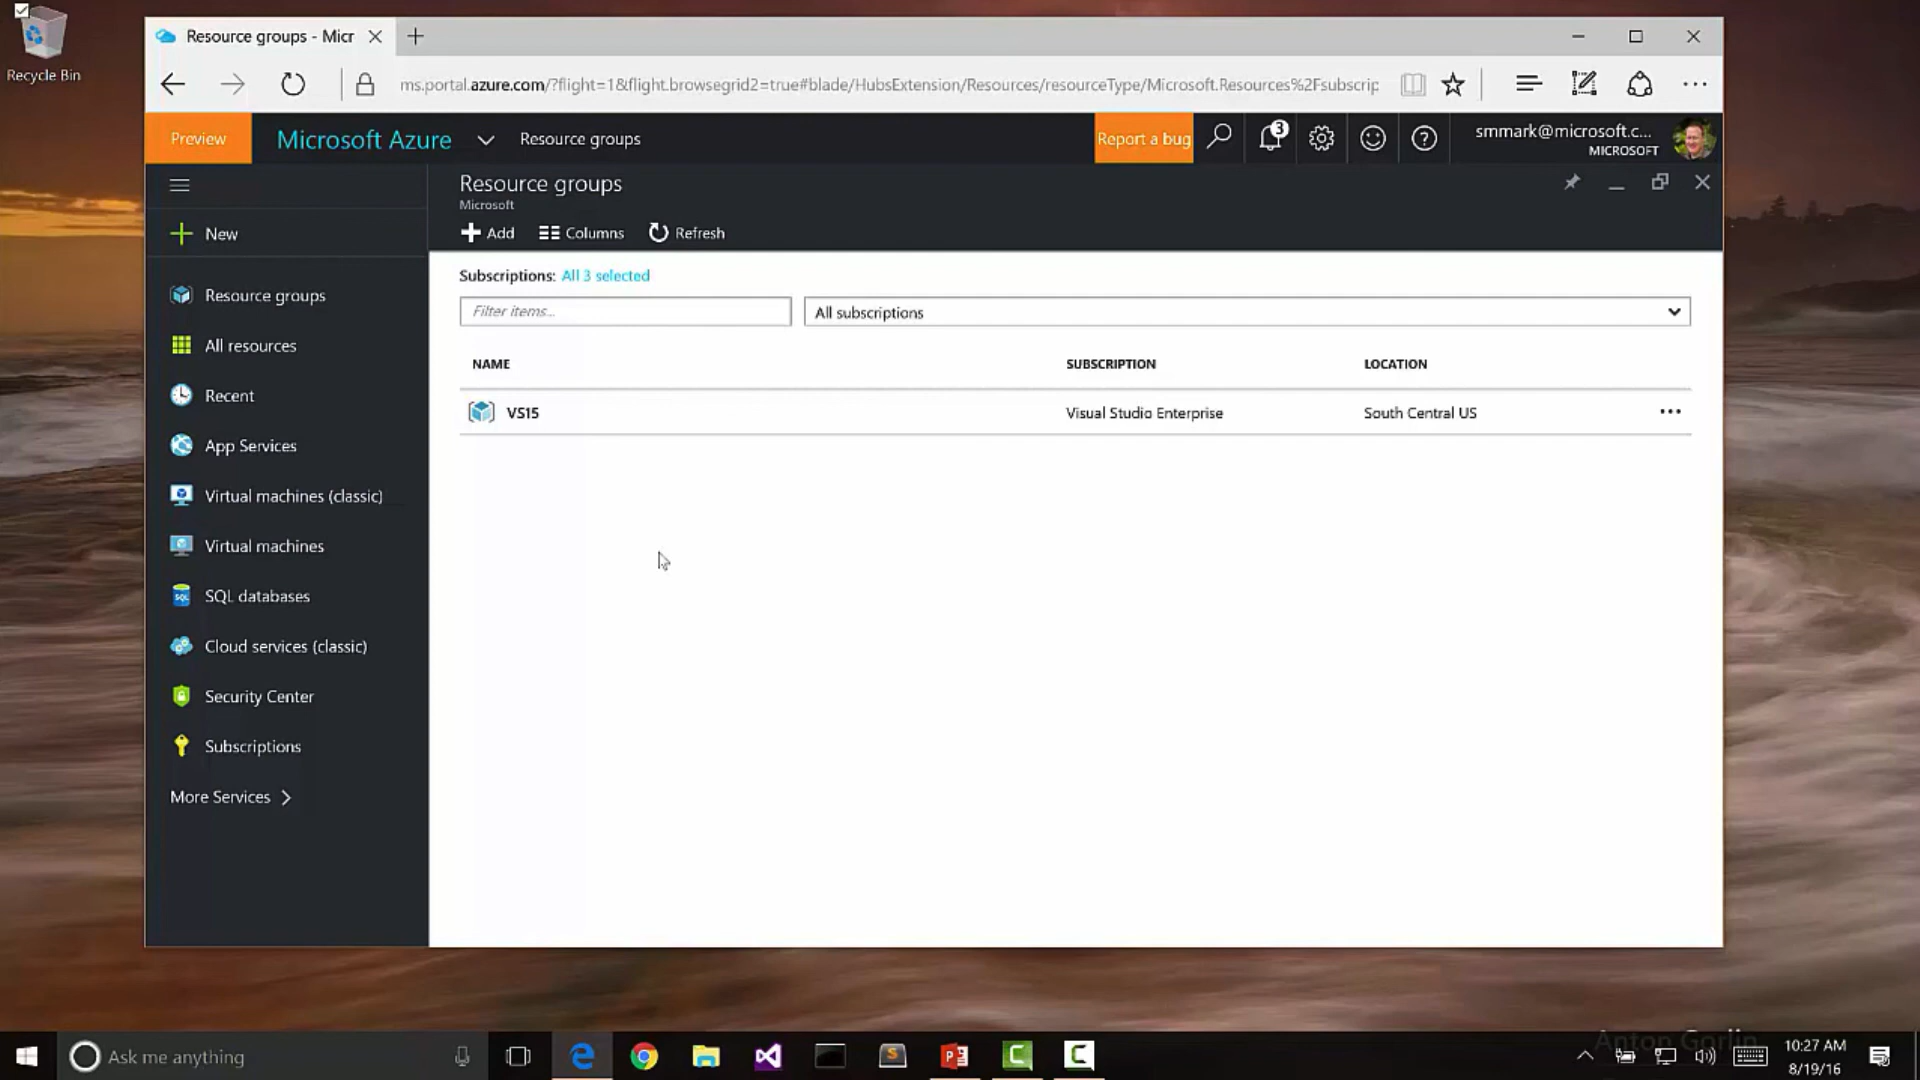 Recycle Bin
Resource groups - Micr
ms.portal.azure.com/?flight=1&flight.browsegrid2=true#blade/HubsExtension/Resources/resourceType/Microsoft.Resources%2Fsubscrip
Preview
Microsoft Azure
Resource groups
Report a bug
3
smmark@microsoft.c...
MICROSOFT
Resource groups
Microsoft
Add
Columns
Refresh
New
Resource groups
All resources
Recent
App Services
Virtual machines (classic)
Virtual machines
SQL databases
Cloud services (classic)
Security Center
Subscriptions
More Services
Subscriptions: All 3 selected
Filter items...
All subscriptions
NAME SUBSCRIPTION LOCATION
VS15 Visual Studio Enterprise South Central US
Anton Gorlin
Ask me anything
10:27 AM
8/19/16